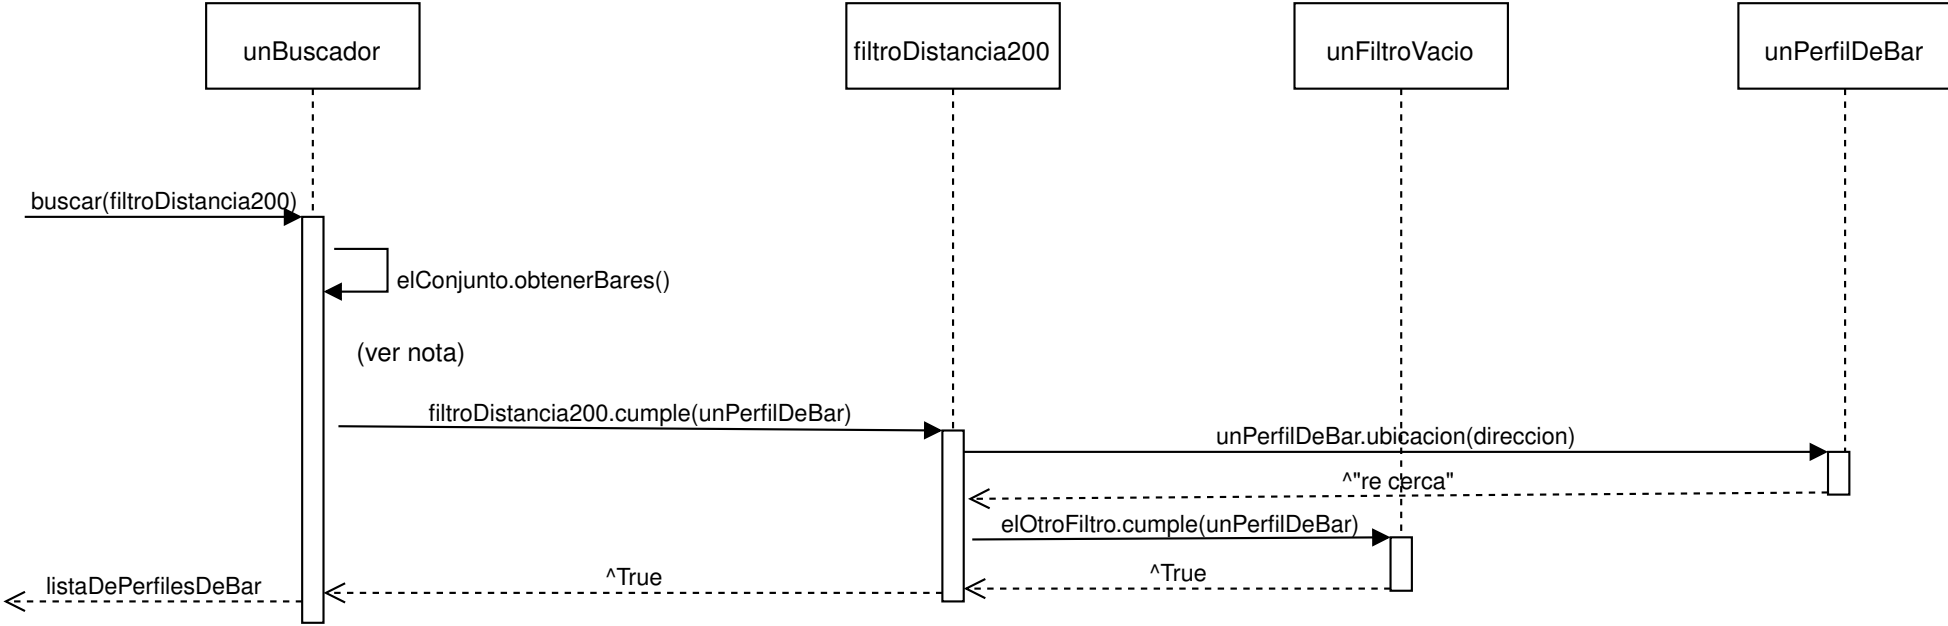 unBuscador
filtroDistancia200
unFiltroVacio
unPerfilDeBar
buscar(filtroDistancia200)
elConjunto.obtenerBares()
(ver nota)
filtroDistancia200.cumple(unPerfilDeBar)
unPerfilDeBar.ubicacion(direccion)
^"re cerca"
elOtroFiltro.cumple(unPerfilDeBar)
^True
^True
listaDePerfilesDeBar